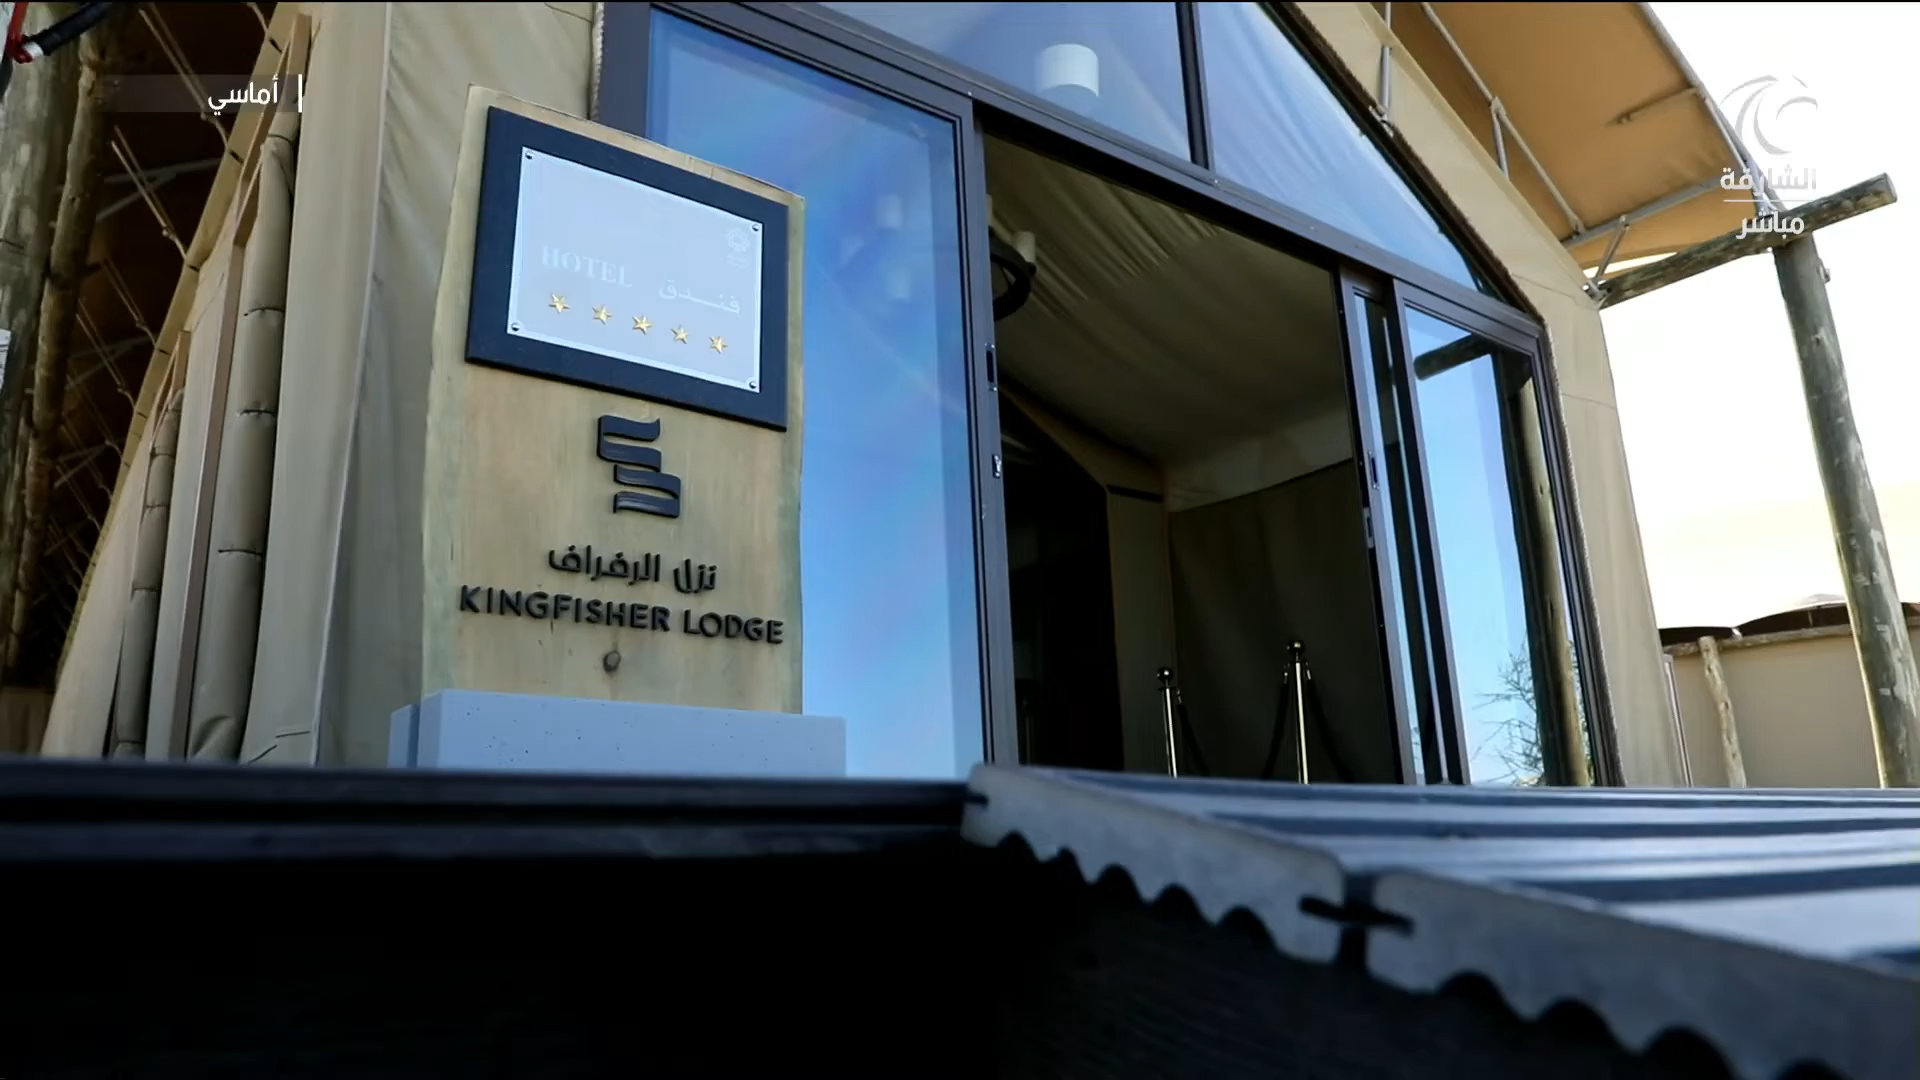 أماسي
الشارقة
مباشر
HOTEL فندق
نزل الرفراف
KINGFISHER LODGE